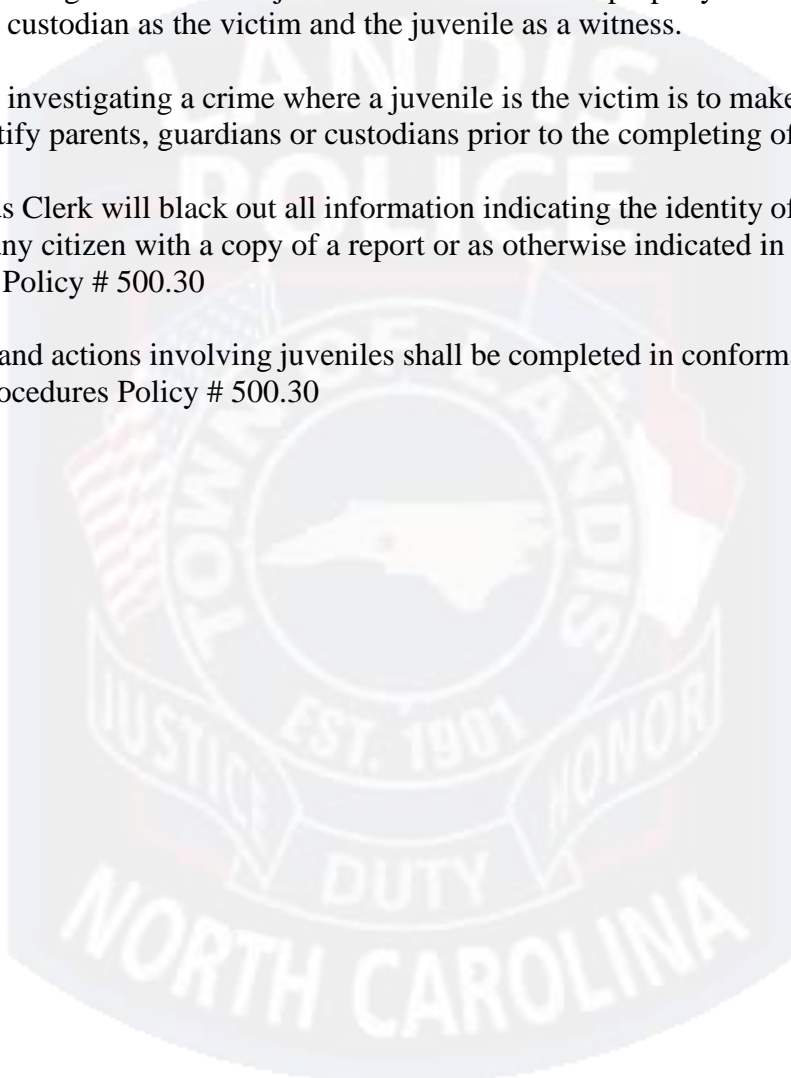 custodian as the victim and the juvenile as a witness.
investigating a crime where a juvenile is the victim is to make
tify parents, guardians or custodians prior to the completing of
s Clerk will black out all information indicating the identity of
any citizen with a copy of a report or as otherwise indicated in
Policy # 500.30
and actions involving juveniles shall be completed in conforma
ocedures Policy # 500.30
LANDIS
POLICE
TOWN OF LANDIS
EST. 1901
JUSTICE
DUTY
HONOR
NORTH CAROLINA